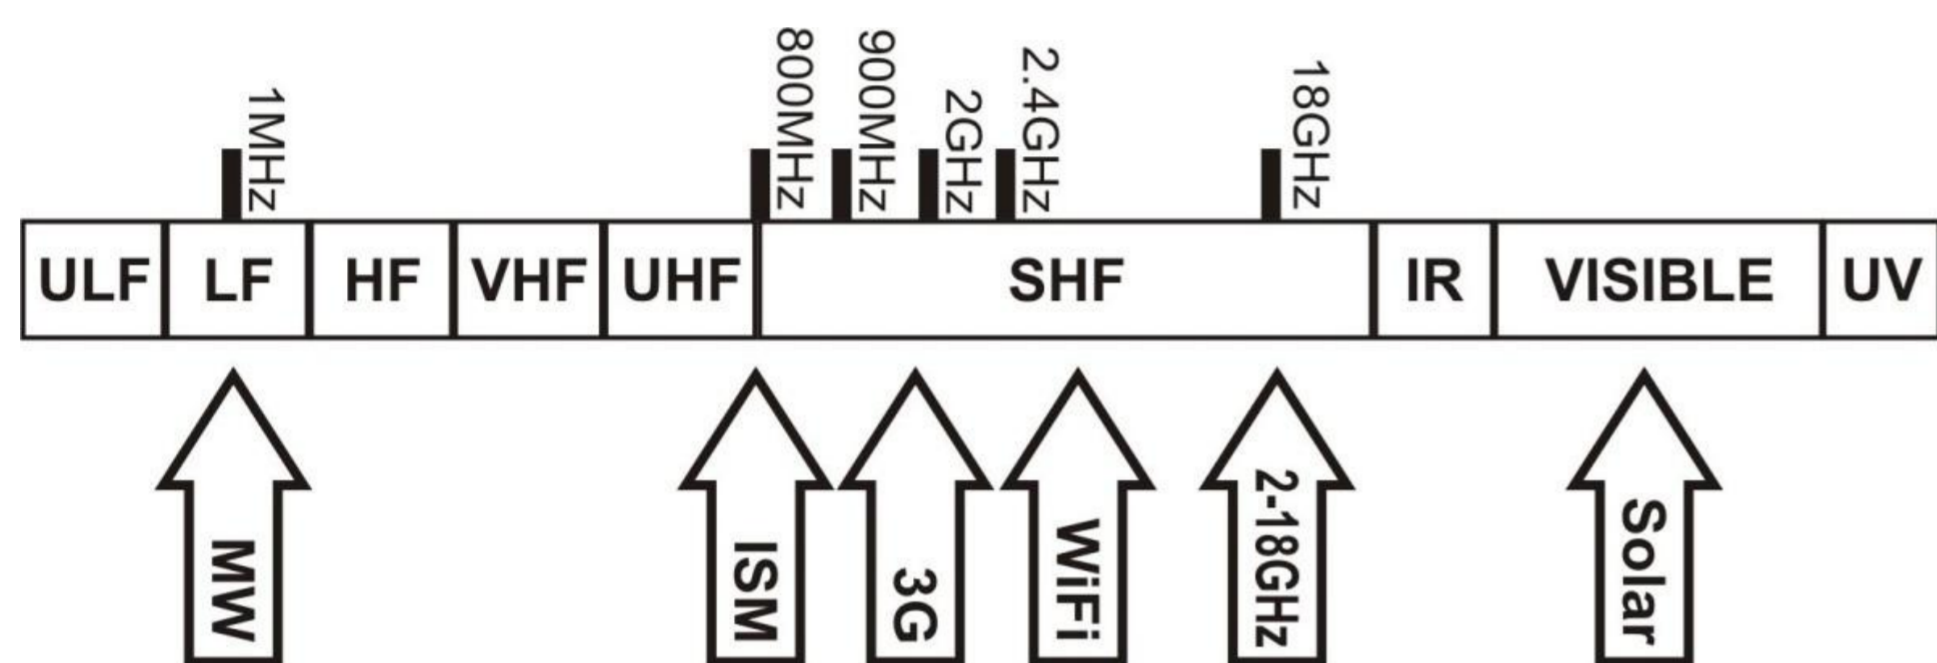 1MHz
800MHz
900MHz
2GHz
2.4GHz
18GHz
ULF LF HF VHF UHF SHF IR VISIBLE UV
MW
ISM
3G
WiFi
2-18GHz
Solar